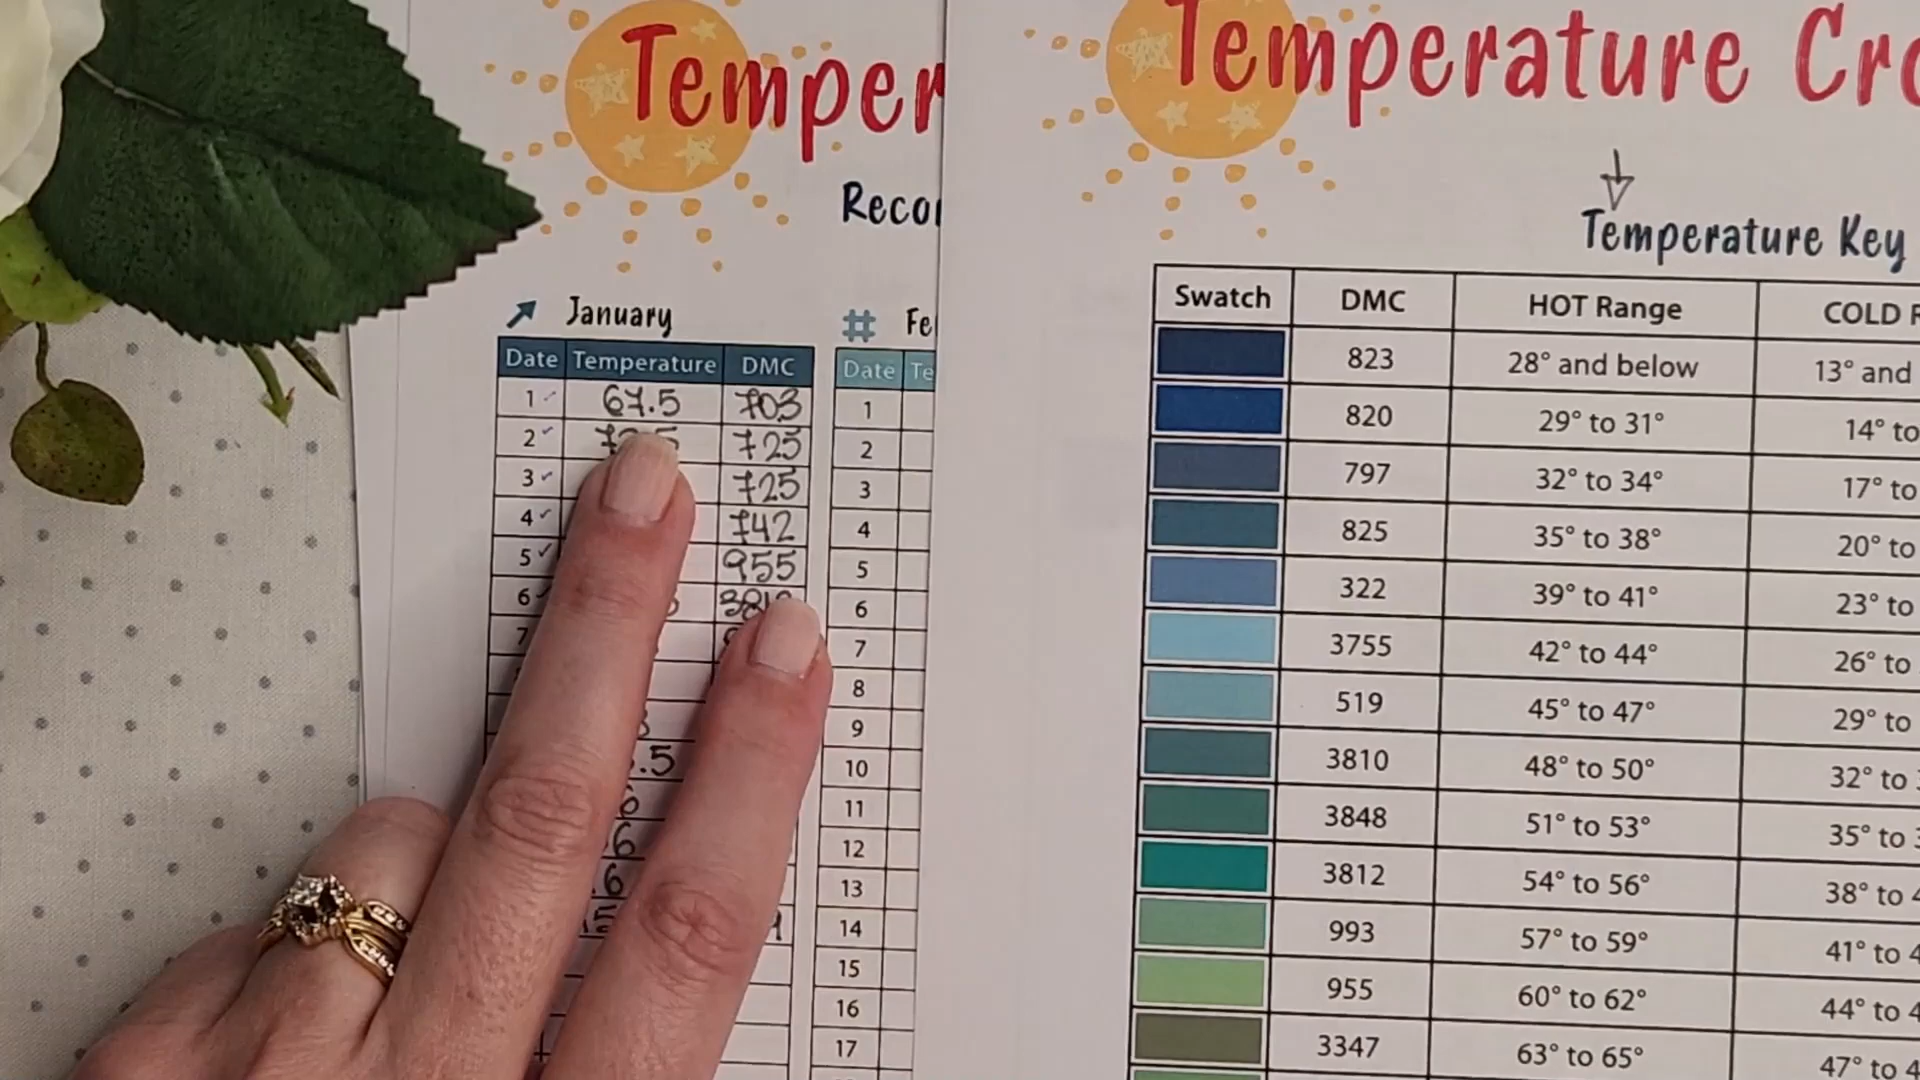 Temper
Recor
January
Date Temperature DMC
1 67.5 703
2 725
3 725
4 742
5 955
6
7
.5
6
6
6
Fe
Date Te
1
2
3
4
5
6
7
8
9
10
11
12
13
14
15
16
17
Temperature Cro
Temperature Key
Swatch DMC HOT Range COLD R
823 28° and below 13° and
820 29° to 31° 14° to
797 32° to 34° 17° to
825 35° to 38° 20° to
322 39° to 41° 23° to
3755 42° to 44° 26° to
519 45° to 47° 29° to
3810 48° to 50° 32° to
3848 51° to 53° 35° to
3812 54° to 56° 38° to
993 57° to 59° 41° to
955 60° to 62° 44° to
3347 63° to 65° 47° to